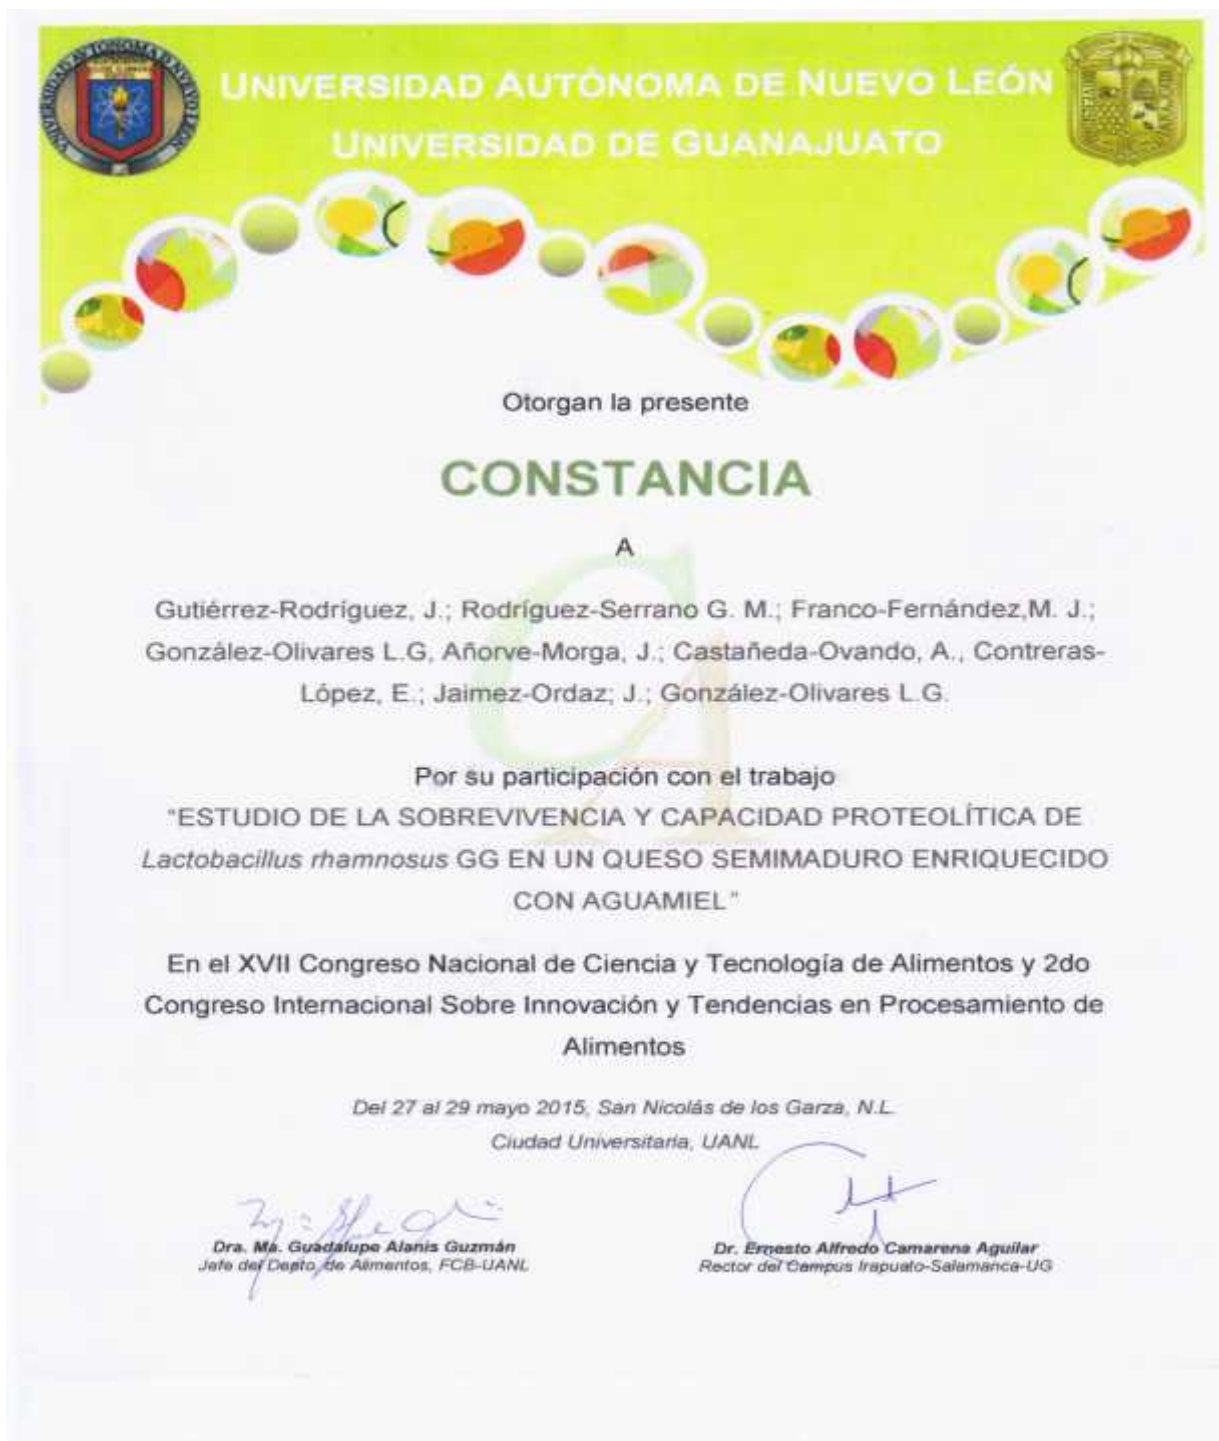 UNIVERSIDAD AUTÓNOMA DE NUEVO LEÓN
UNIVERSIDAD DE GUANAJUATO
Otorgan la presente
CONSTANCIA
A
Gutiérrez-Rodríguez, J.; Rodríguez-Serrano G. M.; Franco-Fernández,M. J.;
González-Olivares L.G, Añorve-Morga, J.; Castañeda-Ovando, A., Contreras-
López, E.; Jaimez-Ordaz; J.; González-Olivares L.G.
Por su participación con el trabajo
"ESTUDIO DE LA SOBREVIVENCIA Y CAPACIDAD PROTEOLÍTICA DE
Lactobacillus rhamnosus GG EN UN QUESO SEMIMADURO ENRIQUECIDO
CON AGUAMIEL"
En el XVII Congreso Nacional de Ciencia y Tecnología de Alimentos y 2do
Congreso Internacional Sobre Innovación y Tendencias en Procesamiento de
Alimentos
Del 27 al 29 mayo 2015, San Nicolás de los Garza, N.L.
Ciudad Universitaria, UANL
Dra. Ma. Guadalupe Alanis Guzmán
Jefe del Depto. de Alimentos, FCB-UANL
Dr. Ernesto Alfredo Camarena Aguilar
Rector del Campus Irapuato-Salamanca-UG